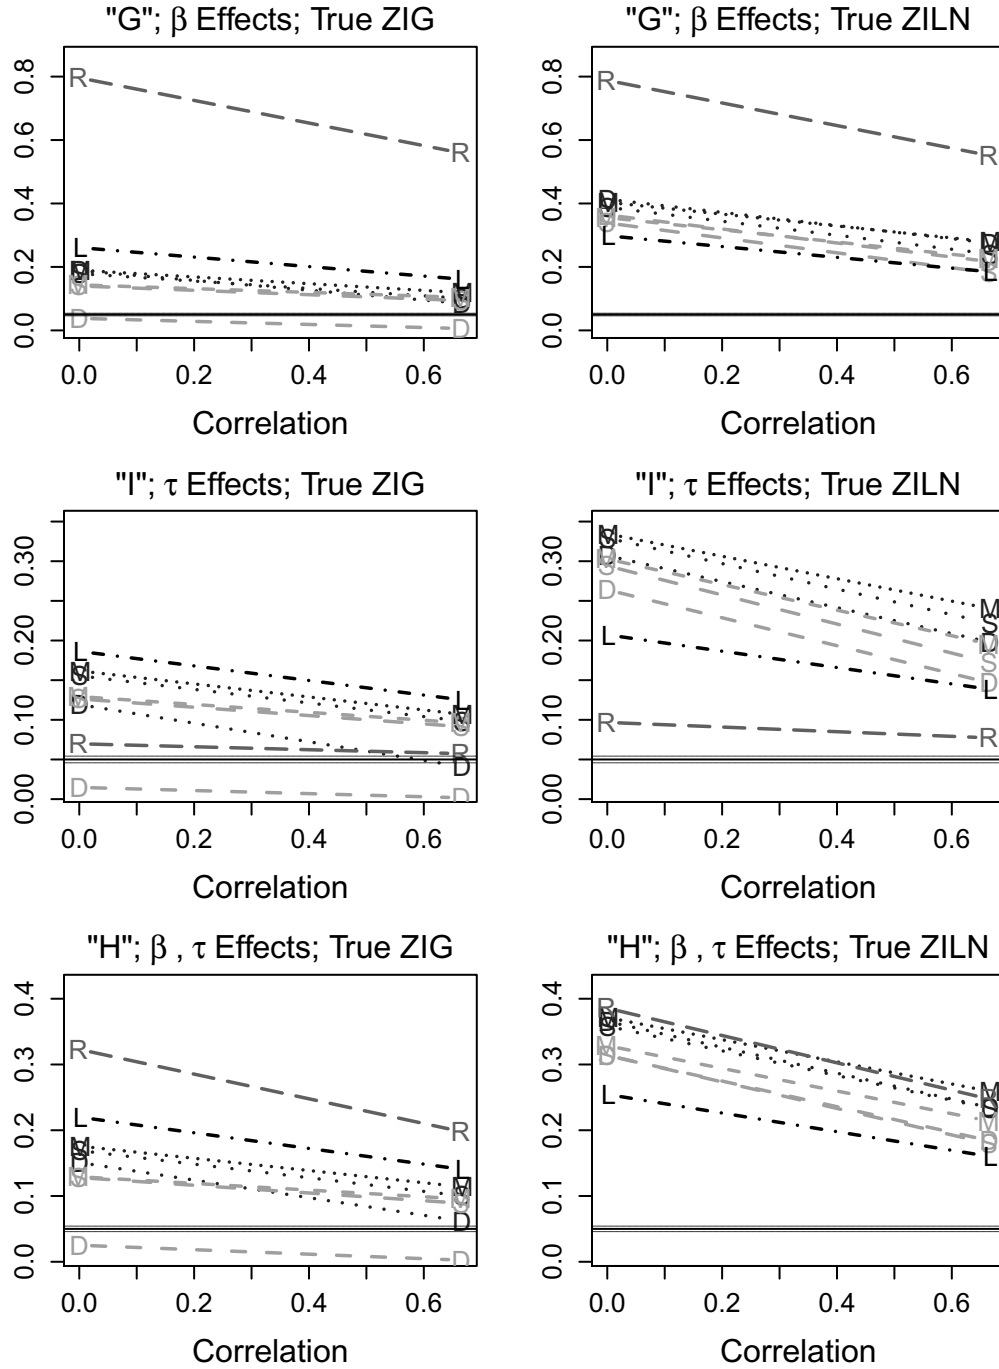 "G"; β Effects; True ZIG
0.8
0.6
0.4
0.2
0.0
R
R
L
L
D
D
0.0 0.2 0.4 0.6
Correlation
"G"; β Effects; True ZILN
0.8
0.6
0.4
0.2
0.0
R
R
L
L
0.0 0.2 0.4 0.6
Correlation
"I"; τ Effects; True ZIG
0.30
0.20
0.10
0.00
L
L
M
D
R
R
D
D
D
0.0 0.2 0.4 0.6
Correlation
"I"; τ Effects; True ZILN
0.30
0.20
0.10
0.00
M
M
S
S
D
D
M
S
S
D
D
L
L
R
R
0.0 0.2 0.4 0.6
Correlation
"H"; β , τ Effects; True ZIG
0.4
0.3
0.2
0.1
0.0
R
R
L
L
M
D
D
D
D
0.0 0.2 0.4 0.6
Correlation
"H"; β , τ Effects; True ZILN
0.4
0.3
0.2
0.1
0.0
R
M
M
L
L
0.0 0.2 0.4 0.6
Correlation